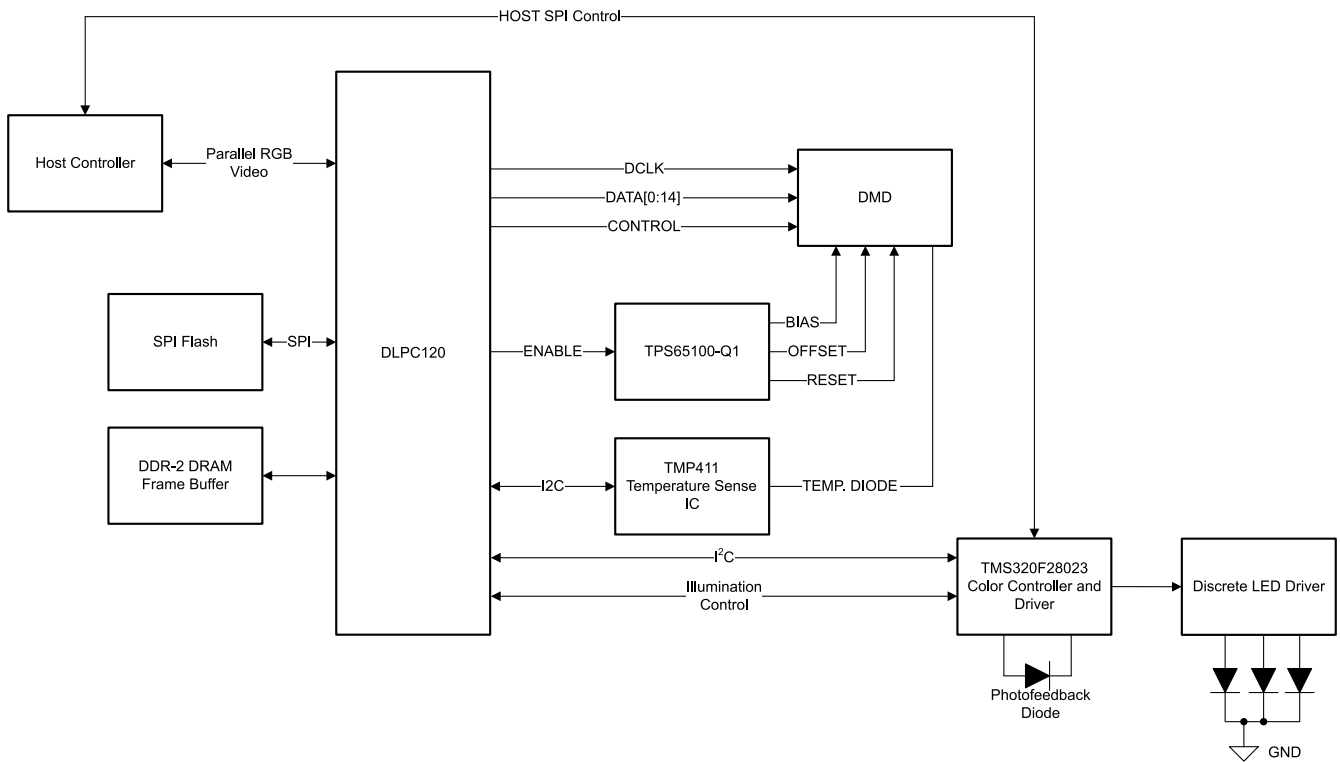 HOST SPI Control
Host Controller
Parallel RGB
Video
DCLK
DATA[0:14]
CONTROL
DMD
SPI Flash
SPI
DLPC120
ENABLE
TPS65100-Q1
BIAS
OFFSET
RESET
DDR-2 DRAM
Frame Buffer
I2C
TMP411
Temperature Sense
IC
TEMP. DIODE
I²C
Illumination
Control
TMS320F28023
Color Controller and
Driver
Discrete LED Driver
Photofeedback
Diode
GND